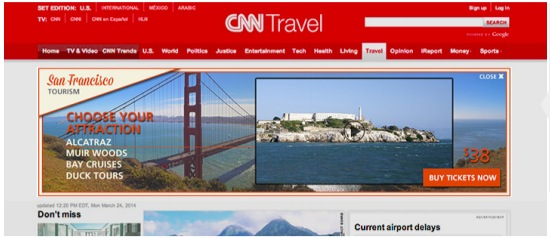 SET EDITION: U.S. INTERNATIONAL MÉXICO ARABIC
TV: CNN CNNi CNN en Español HLN
CNN Travel
Sign up Log in
SEARCH
POWERED BY Google
Home TV & Video CNN Trends U.S. World Politics Justice Entertainment Tech Health Living Travel Opinion iReport Money Sports
San Francisco
TOURISM
CLOSE X
CHOOSE YOUR
ATTRACTION
ALCATRAZ
MUIR WOODS
BAY CRUISES
DUCK TOURS
$38
BUY TICKETS NOW
updated 12:20 PM EDT, Mon March 24, 2014
Don't miss
ADVERTISEMENT
Current airport delays